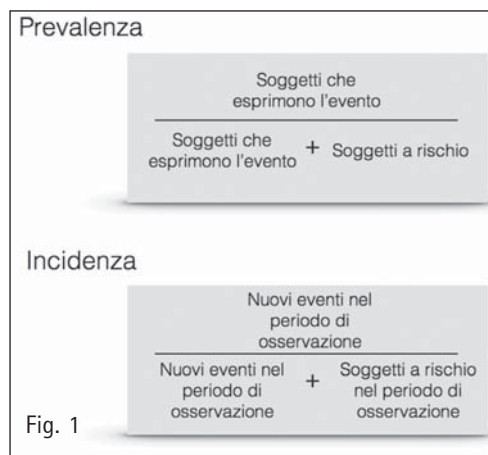 Prevalenza
Soggetti che
esprimono l'evento
Soggetti che
esprimono l'evento
+
Soggetti a rischio
Incidenza
Nuovi eventi nel
periodo di
osservazione
Nuovi eventi nel
periodo di
osservazione
+
Soggetti a rischio
nel periodo di
osservazione
Fig. 1